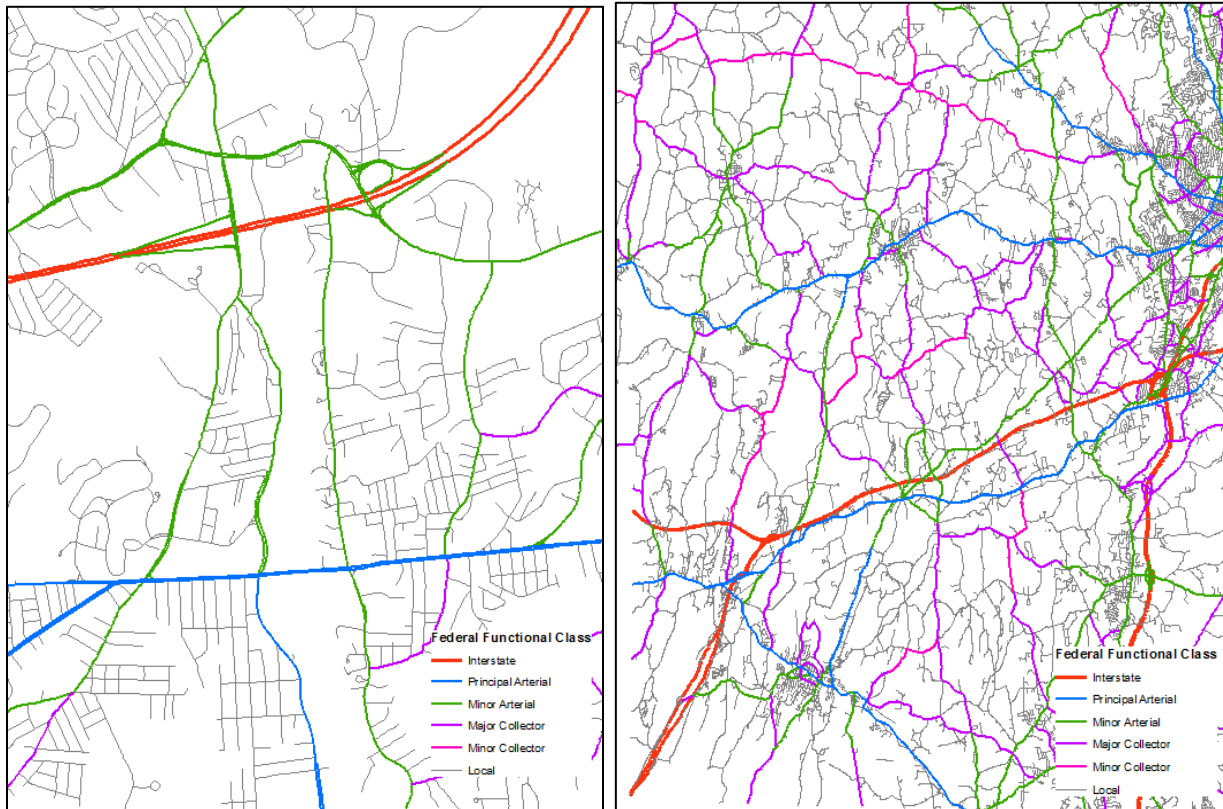 Federal Functional Class
Interstate
Principal Arterial
Minor Arterial
Major Collector
Minor Collector
Local
Federal Functional Class
Interstate
Principal Arterial
Minor Arterial
Major Collector
Minor Collector
Local